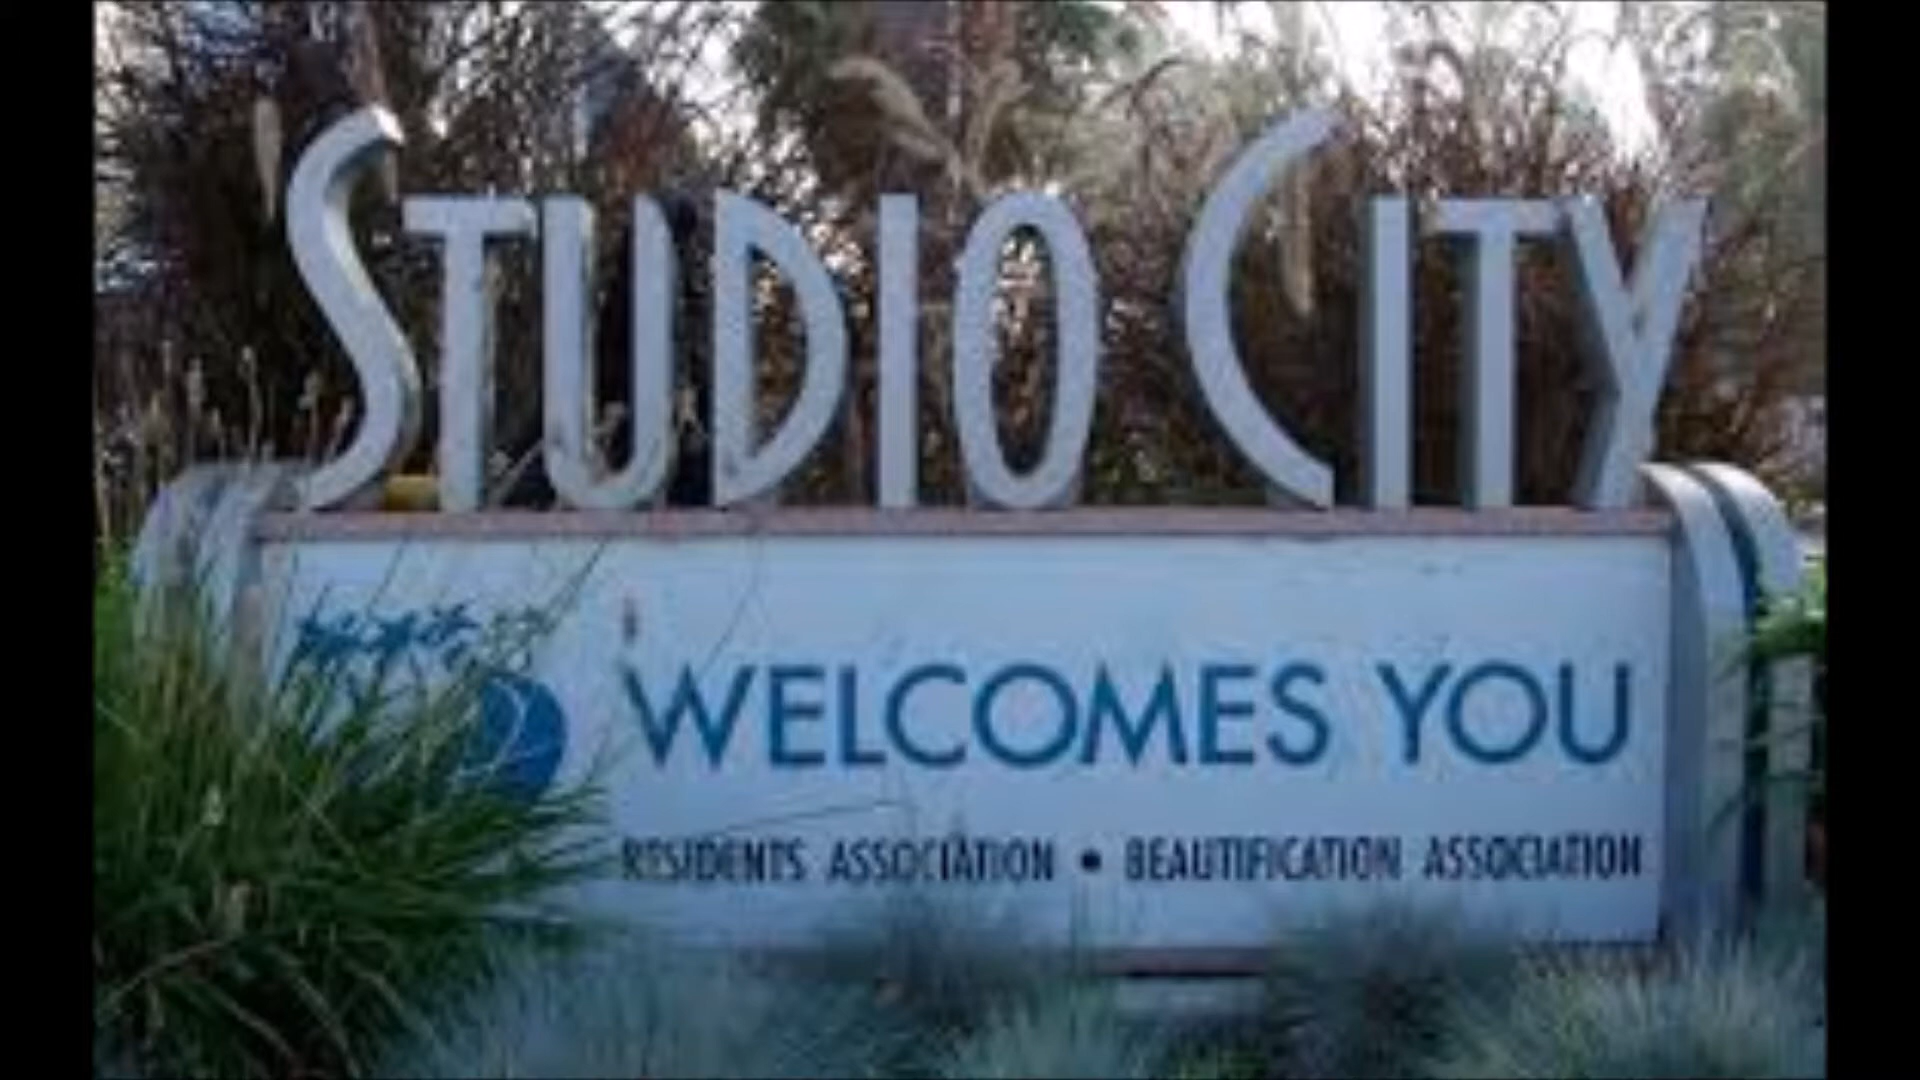 STUDIO CITY
WELCOMES YOU
RESIDENTS ASSOCIATION • BEAUTIFICATION ASSOCIATION